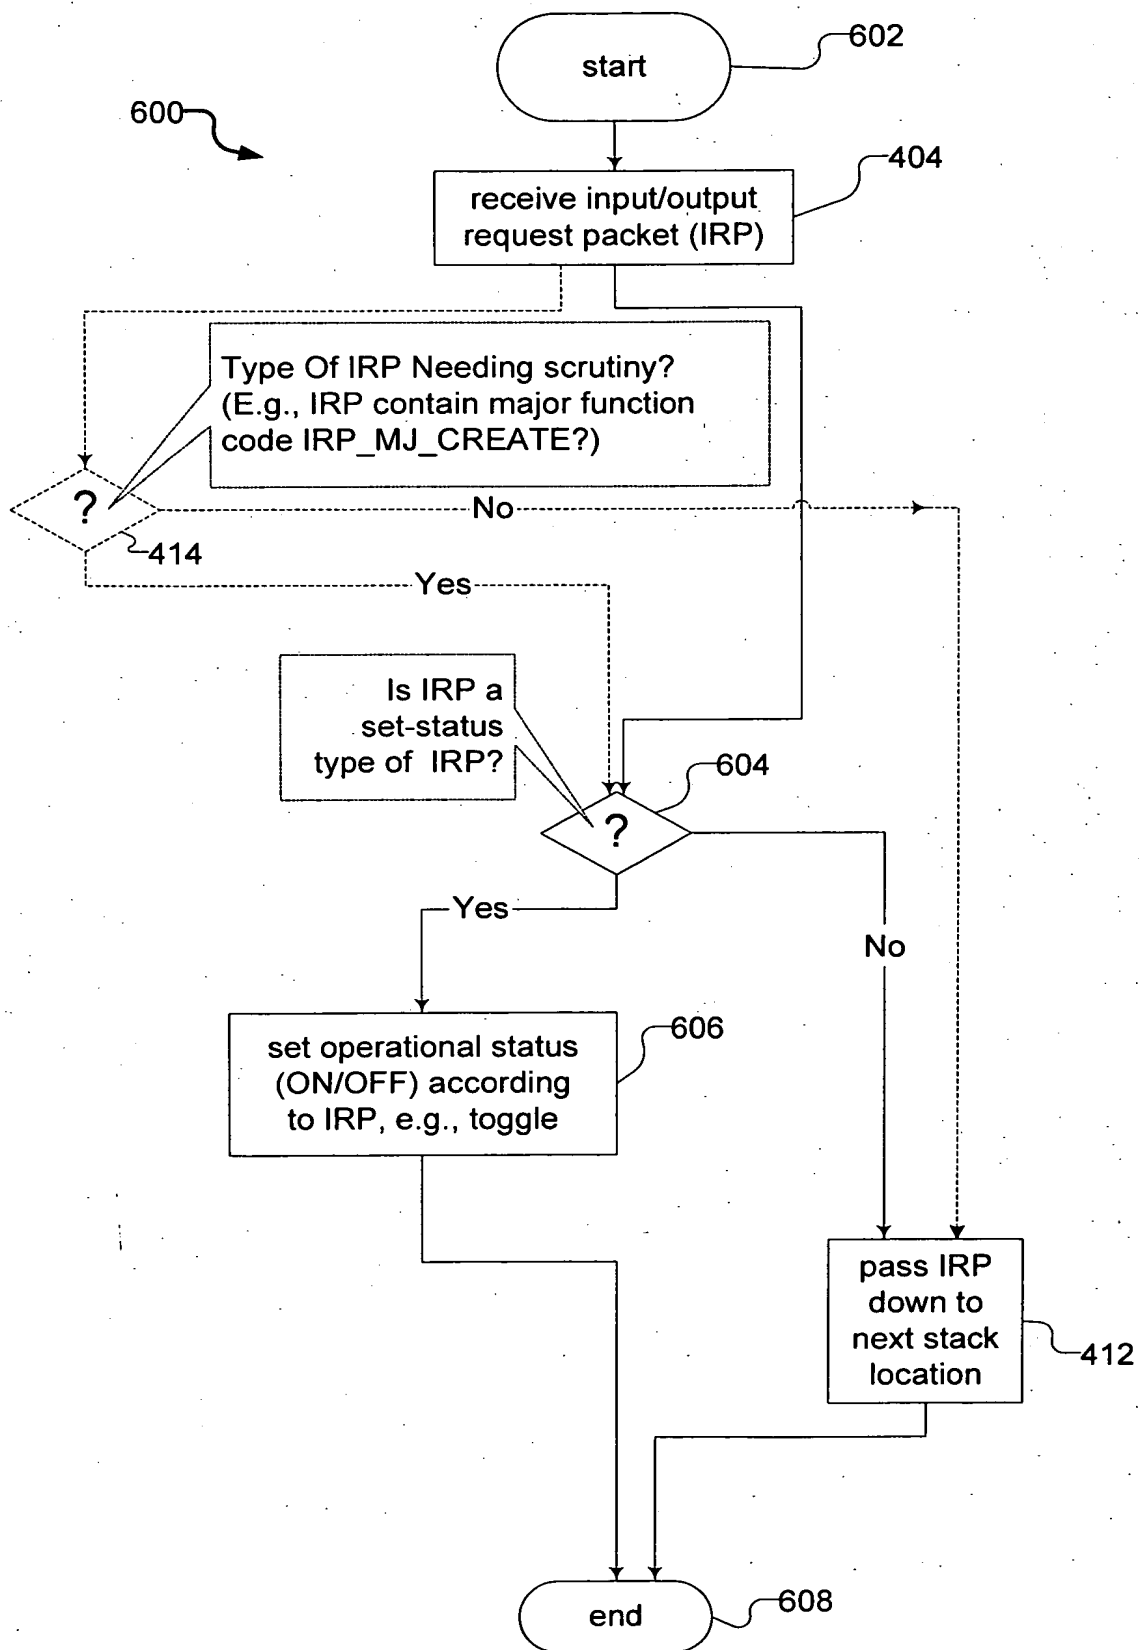 602
start
600
404
receive input/output
request packet (IRP)
Type Of IRP Needing scrutiny?
(E.g., IRP contain major function
code IRP_MJ_CREATE?)
?
No
414
Yes
Is IRP a
set-status
type of IRP?
604
?
Yes
No
606
set operational status
(ON/OFF) according
to IRP, e.g., toggle
pass IRP
down to
next stack
location
412
end
608